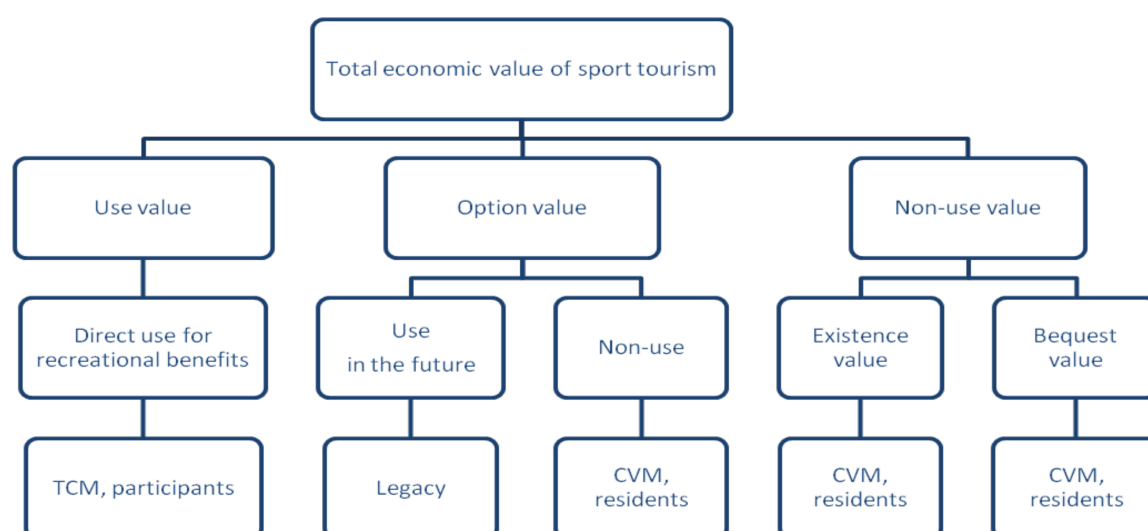 Total economic value of sport tourism
Use value
Option value
Non-use value
Direct use for
recreational benefits
Use
in the future
Non-use
Existence
value
Bequest
value
TCM, participants
Legacy
CVM,
residents
CVM,
residents
CVM,
residents